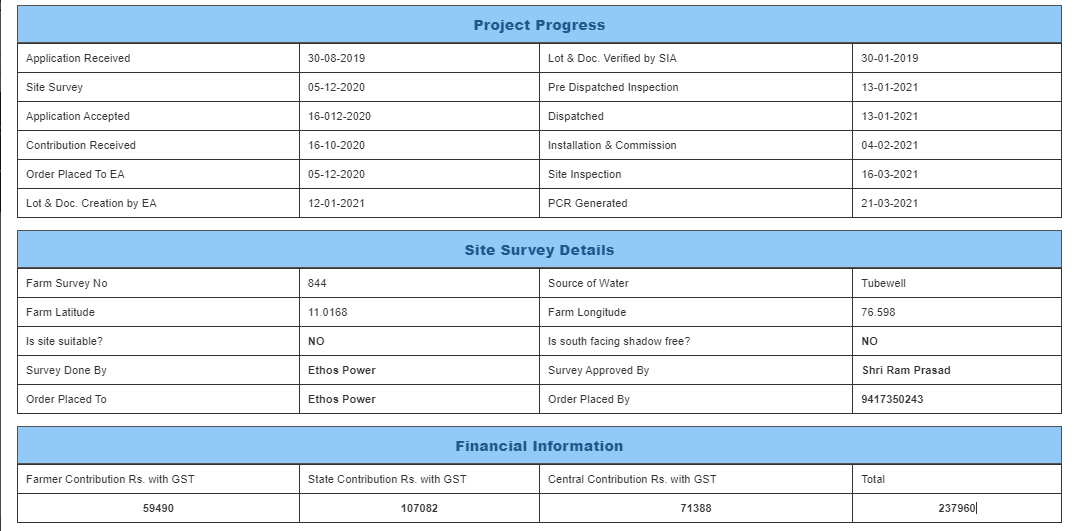 Project Progress
Application Received 30-08-2019 Lot & Doc. Verified by SIA 30-01-2019
Site Survey 05-12-2020 Pre Dispatched Inspection 13-01-2021
Application Accepted 16-012-2020 Dispatched 13-01-2021
Contribution Received 16-10-2020 Installation & Commission 04-02-2021
Order Placed To EA 05-12-2020 Site Inspection 16-03-2021
Lot & Doc. Creation by EA 12-01-2021 PCR Generated 21-03-2021
Site Survey Details
Farm Survey No 844 Source of Water Tubewell
Farm Latitude 11.0168 Farm Longitude 76.598
Is site suitable? NO Is south facing shadow free? NO
Survey Done By Ethos Power Survey Approved By Shri Ram Prasad
Order Placed To Ethos Power Order Placed By 9417350243
Financial Information
Farmer Contribution Rs. with GST State Contribution Rs. with GST Central Contribution Rs. with GST Total
59490 107082 71388 237960